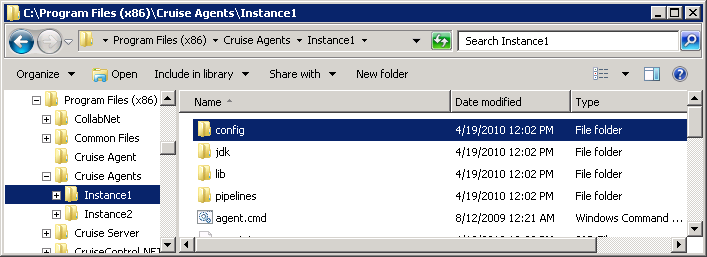 C:\Program Files (x86)\Cruise Agents\Instance1
Program Files (x86) Cruise Agents Instance1
Search Instance1
Organize Open Include in library Share with New folder
Program Files (x86)
CollabNet
Common Files
Cruise Agent
Cruise Agents
Instance1
Instance2
Cruise Server
CruiseControl.NET
Name Date modified Type
config 4/19/2010 12:02 PM File folder
jdk 4/19/2010 12:02 PM File folder
lib 4/19/2010 12:02 PM File folder
pipelines 4/19/2010 12:02 PM File folder
agent.cmd 8/12/2009 12:21 AM Windows Command ...